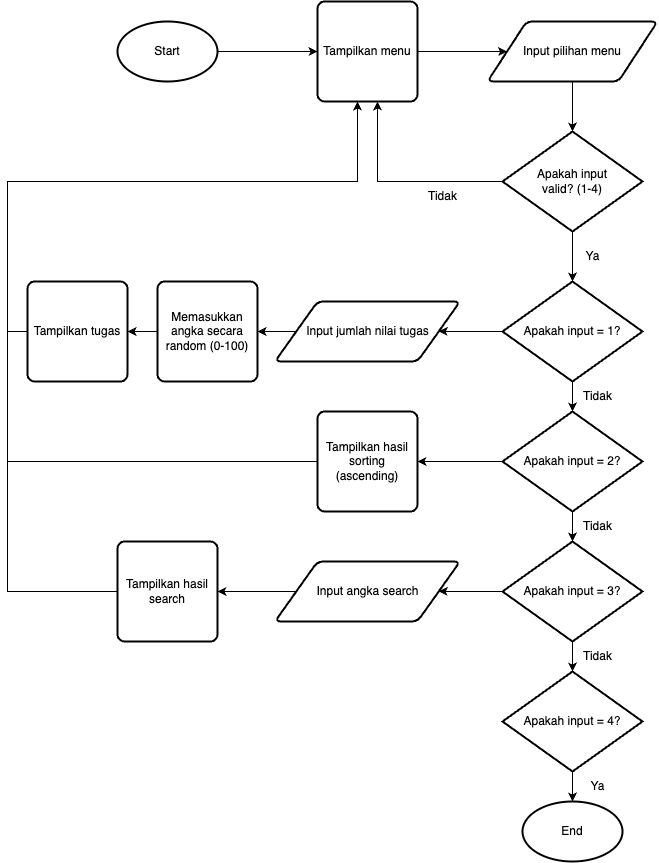 Start
Tampilkan menu
Input pilihan menu
Apakah input
valid? (1-4)
Tidak
Ya
Tampilkan tugas
Memasukkan
angka secara
random (0-100)
Input jumlah nilai tugas
Apakah input = 1?
Tidak
Tampilkan hasil
sorting
(ascending)
Apakah input = 2?
Tidak
Tampilkan hasil
search
Input angka search
Apakah input = 3?
Tidak
Apakah input = 4?
Ya
End